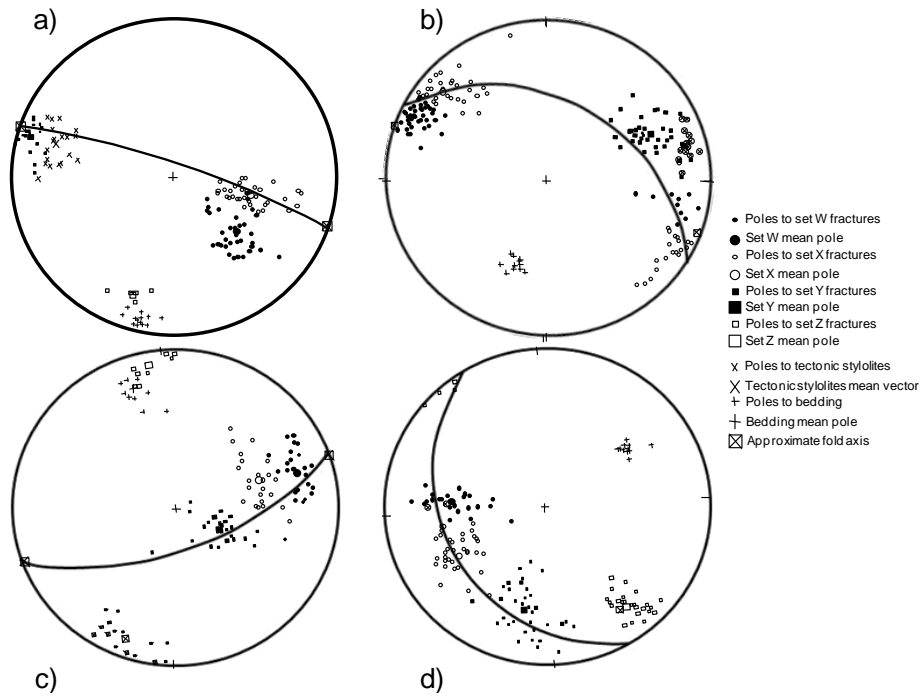 a)
b)
Poles to set W fractures
Set W mean pole
Poles to set X fractures
Set X mean pole
Poles to set Y fractures
Set Y mean pole
Poles to set Z fractures
Set Z mean pole
Poles to tectonic stylolites
Tectonic stylolites mean vector
Poles to bedding
Bedding mean pole
Approximate fold axis
c)
d)